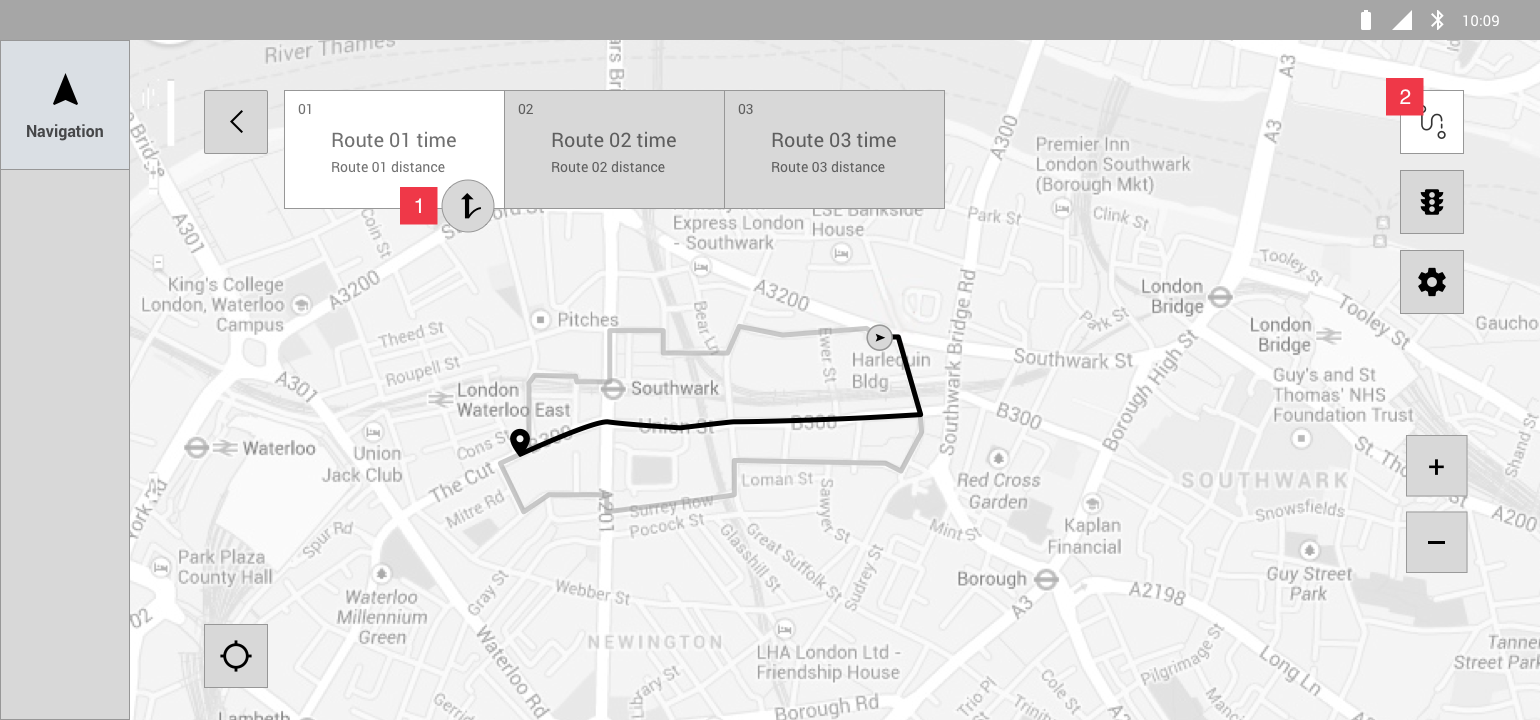 10:09
River Thames
Navigation
01
Route 01 time
Route 01 distance
02
Route 02 time
Route 02 distance
03
Route 03 time
Route 03 distance
1
2
A3
A3
A300
Premier Inn
London Southwark
(Borough Mkt)
Park St
Clink St
Express London
- Southwark
LSE Bankside
House
A301
Coin St
A3200
King's College
London, Waterloo
Campus
Tooley St
London
Bridge
A3200
Pitches
Theed St
Bear Ln
Ewer St
Harlequin
Bldg
Southwark Bridge Rd
Park St
London
Bridge
Tooley St
Gaucho
Roupell St
A301
London
Waterloo East
Southwark
Southwark St
Borough High St
Guy's and St
Thomas' NHS
Foundation Trust
Union St
B300
B300
B300
Waterloo
Cons St
Union
Jack Club
The Cut
Mitre Rd
A201
Surrey Row
Pocock St
Loman St
Sawyer St
Red Cross
Garden
SOUTHWARK
St. Tho
Shand St
Snowsfields
A200
York Rd
Spur Rd
Park Plaza
County Hall
Glasshill St
Great Suffolk St
Sudrey St
Mint St
Kaplan
Financial
Guy Street
Park
Borough
A3
A2198
Webber St
Gray St
Waterloo
Millennium
Green
Waterloo Rd
NEWINGTON
LHA London Ltd -
Friendship House
Borough Rd
Trio Pl
Cole St
Trinity
Pilgrimage St
Long Ln
Tanner
Street Park
Lambeth
+
−